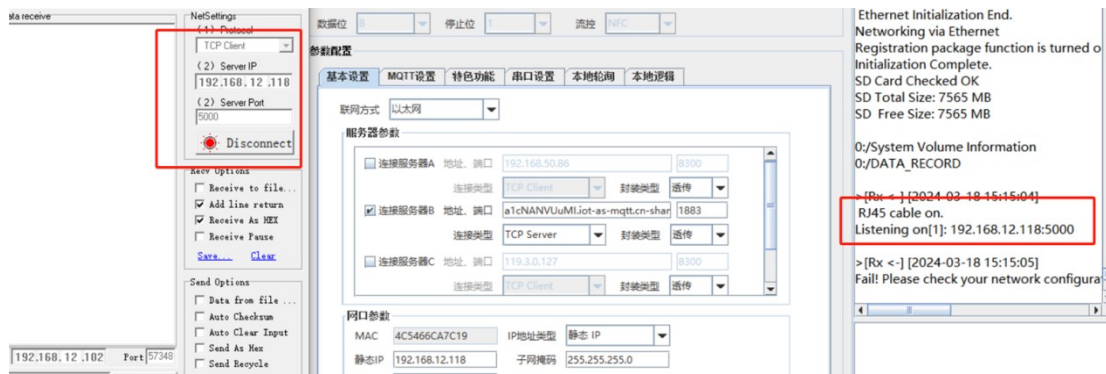 ata receive
NetSettings
(1) Protocol
TCP Client
(2) Server IP
192.168. 12 .118
(2) Server Port
5000
Disconnect
Recv Options
Receive to file...
Add line return
Receive As HEX
Receive Pause
Save... Clear
Send Options
Data from file ...
Auto Checksum
Auto Clear Input
Send As Hex
Send Recycle
192.168. 12 .102 Port 57348
数据位 8 停止位 1 流控 NFC
参数配置
基本设置 MQTT设置 特色功能 串口设置 本地轮询 本地逻辑
联网方式 以太网
服务器参数
连接服务器A 地址、端口 192.168.50.86 8300
连接类型 TCP Client 封装类型 透传
连接服务器B 地址、端口 a1cNANVUuMI.iot-as-mqtt.cn-shar 1883
连接类型 TCP Server 封装类型 透传
连接服务器C 地址、端口 119.3.0.127 8300
连接类型 TCP Client 封装类型 透传
网口参数
MAC 4C5466CA7C19 IP地址类型 静态 IP
静态IP 192.168.12.118 子网掩码 255.255.255.0
Ethernet Initialization End.
Networking via Ethernet
Registration package function is turned o
Initialization Complete.
SD Card Checked OK
SD Total Size: 7565 MB
SD Free Size: 7565 MB
0:/System Volume Information
0:/DATA_RECORD
>[Rx <-] [2024-03-18 15:15:04]
RJ45 cable on.
Listening on[1]: 192.168.12.118:5000
>[Rx <-] [2024-03-18 15:15:05]
Fail! Please check your network configura